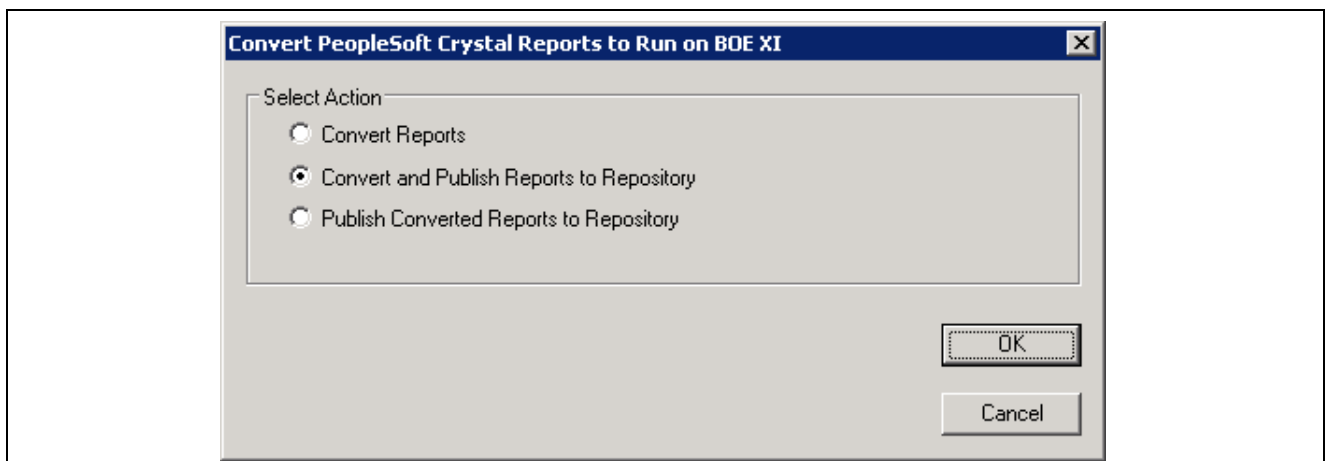 Convert PeopleSoft Crystal Reports to Run on BOE XI
Select Action
Convert Reports
Convert and Publish Reports to Repository
Publish Converted Reports to Repository
OK
Cancel